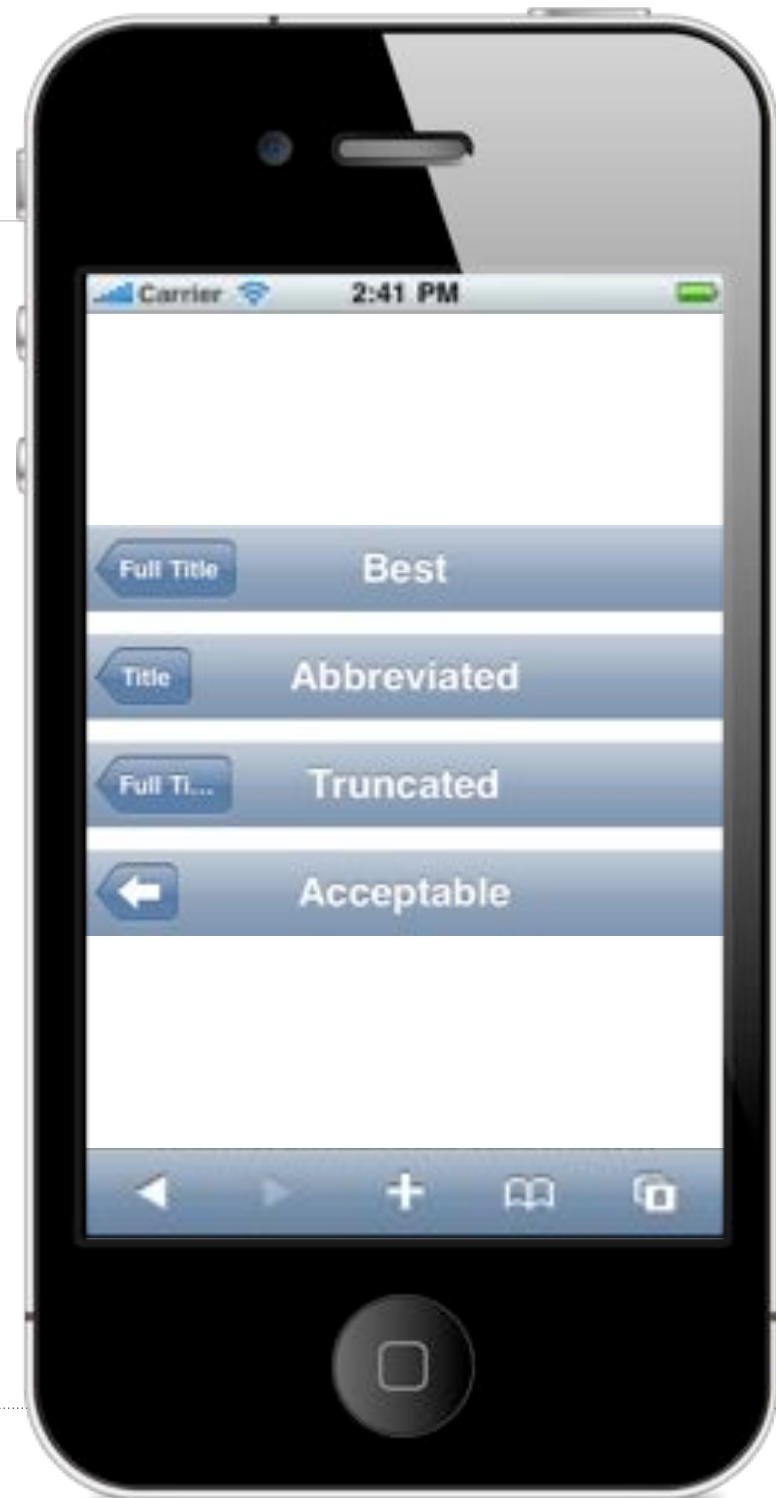 Carrier 2:41 PM
Full Title Best
Title Abbreviated
Full Ti... Truncated
Acceptable